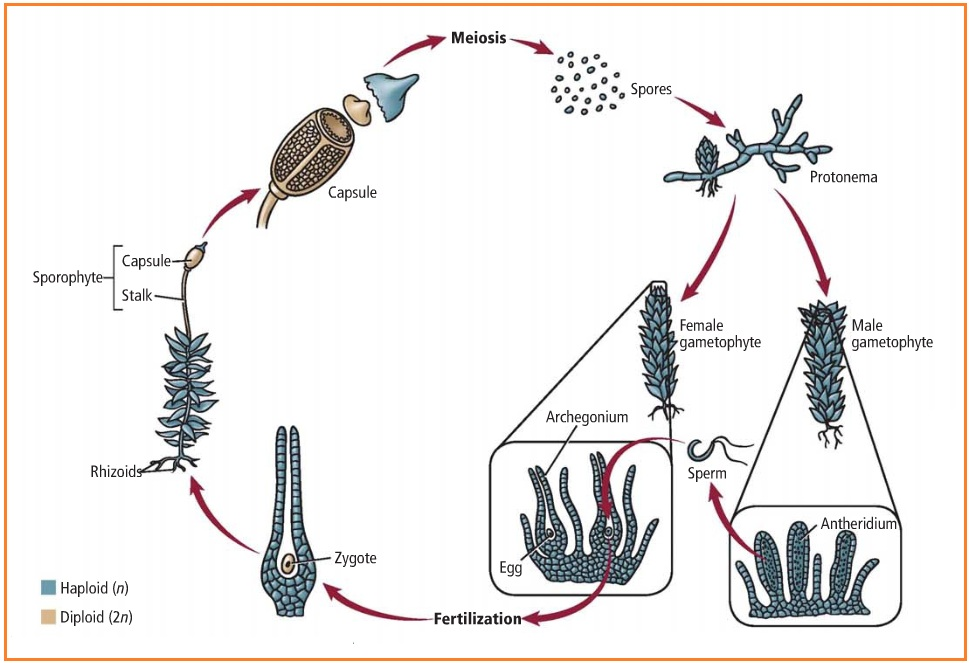 Meiosis
Spores
Protonema
Capsule
Sporophyte
Capsule
Stalk
Female
gametophyte
Male
gametophyte
Archegonium
Rhizoids
Sperm
Antheridium
Egg
Zygote
Haploid (n)
Diploid (2n)
Fertilization